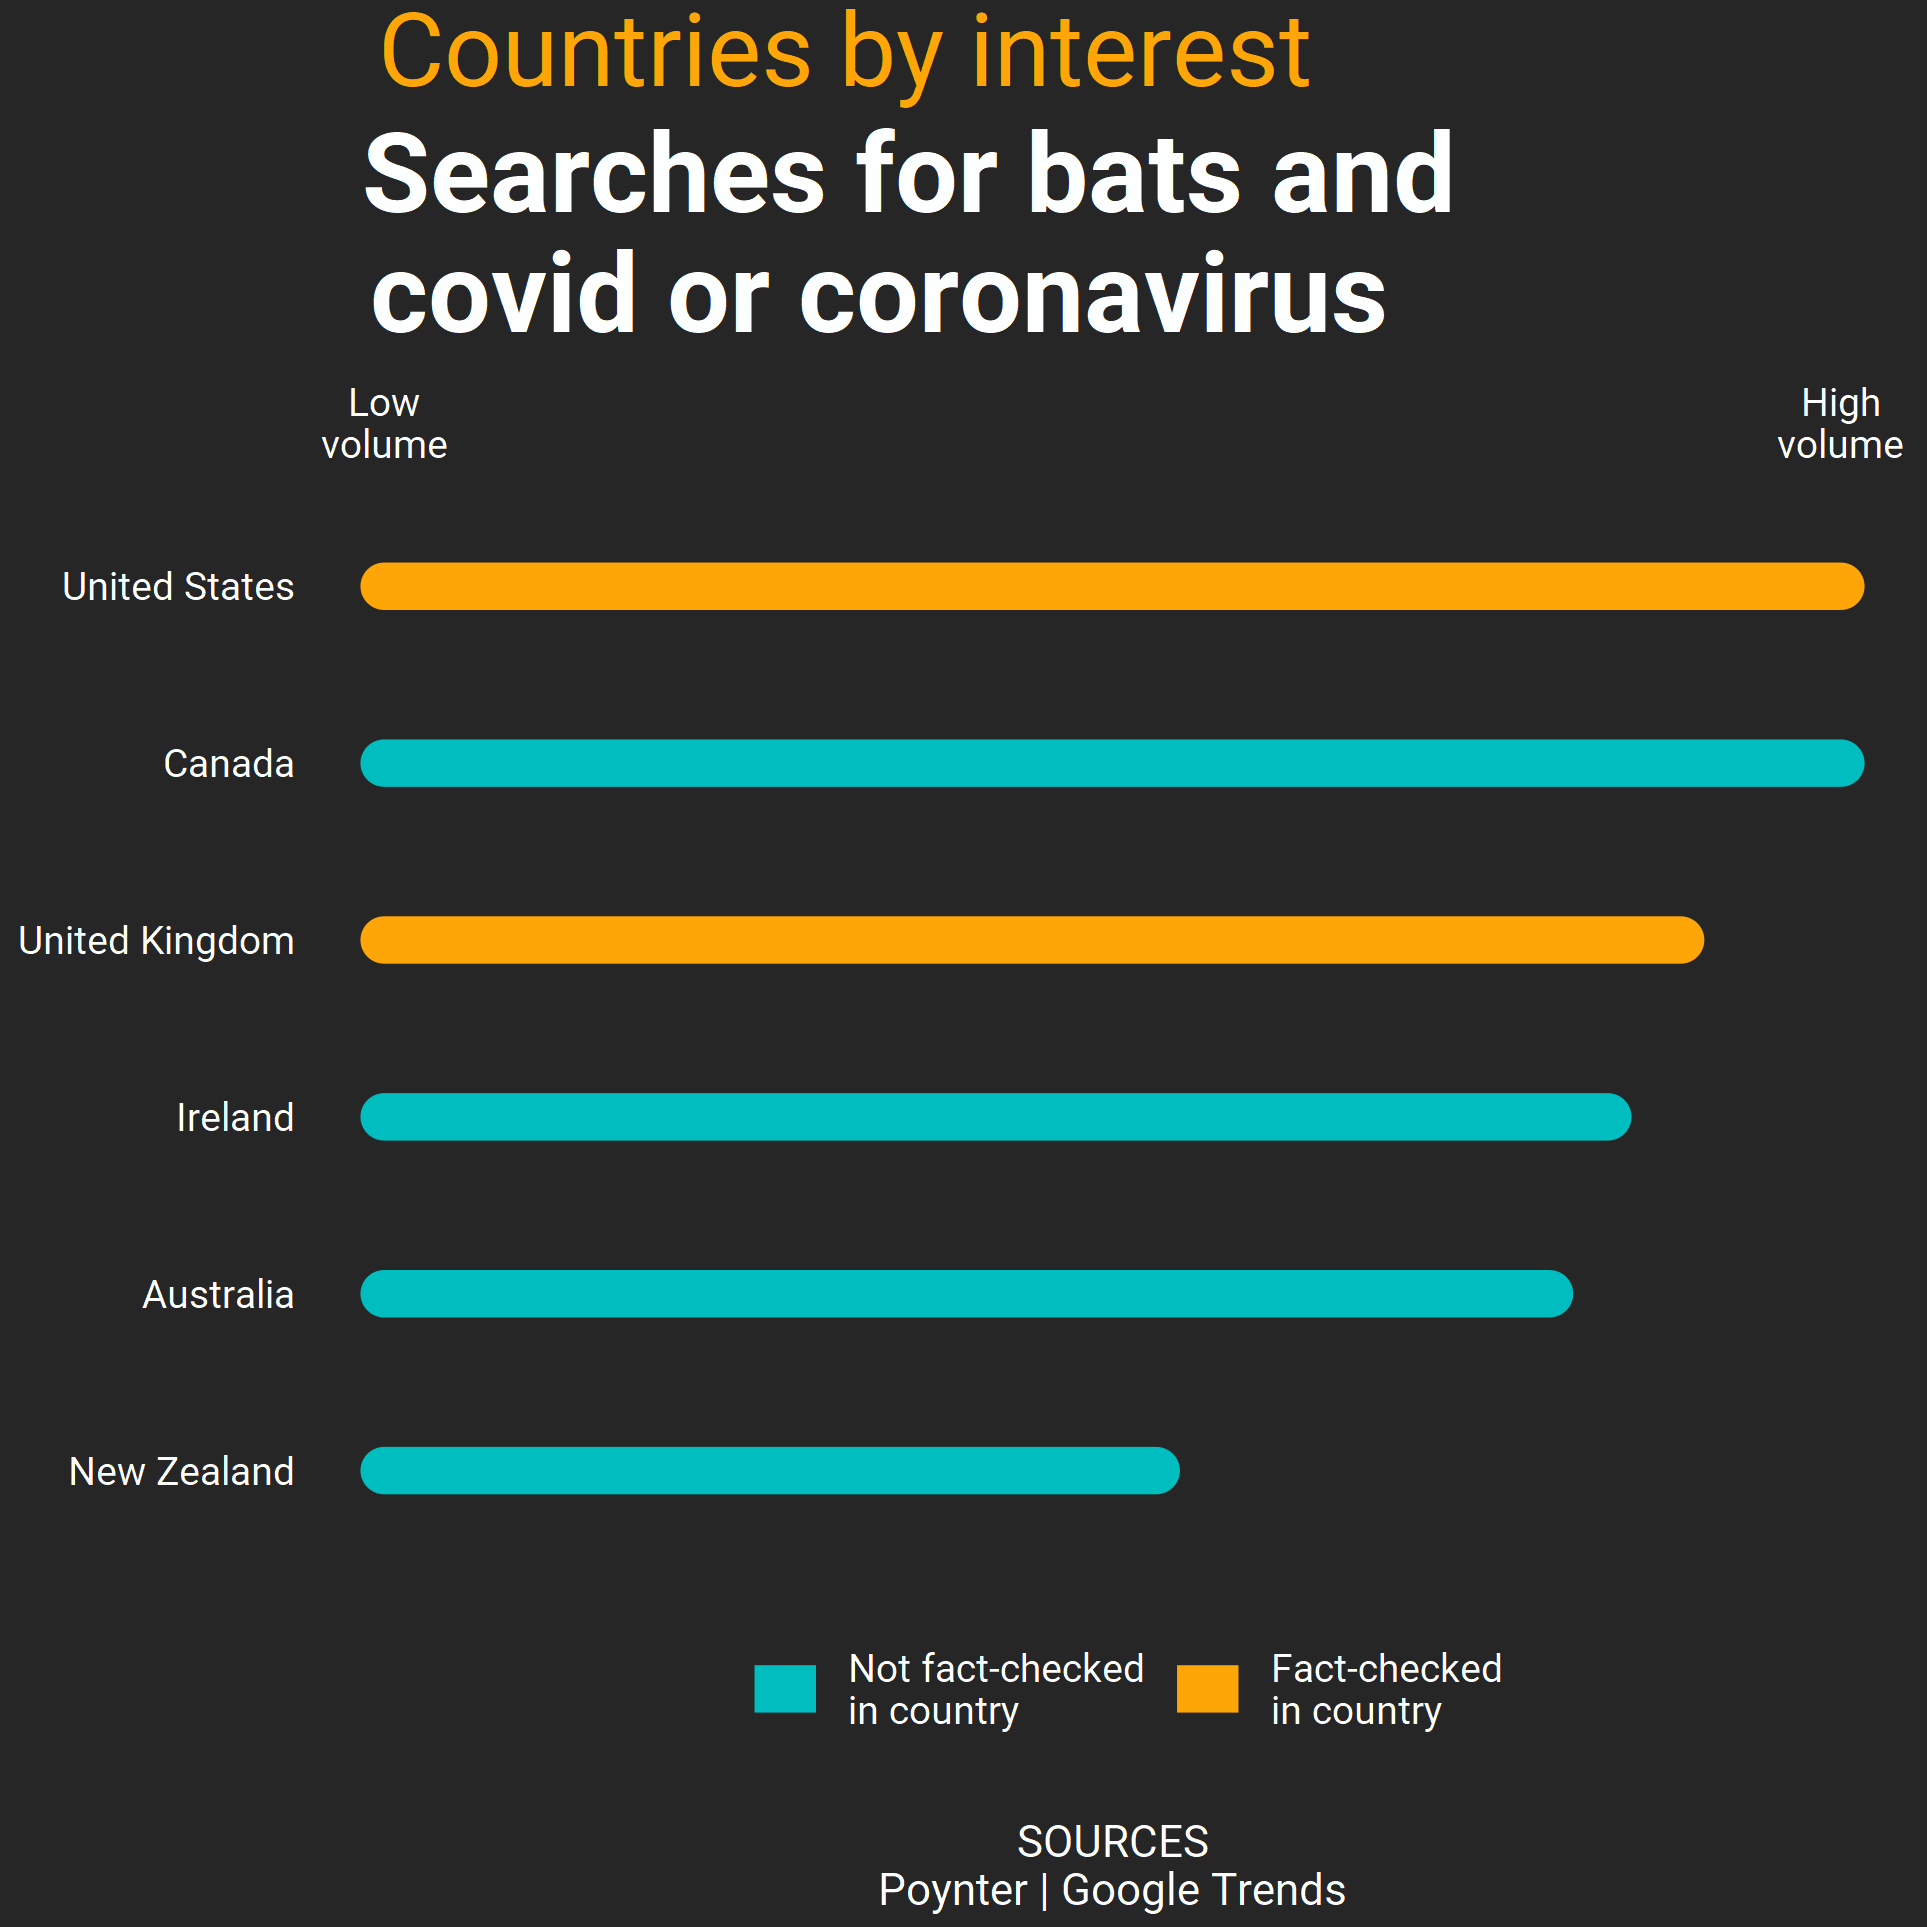 Countries by interest
Searches for bats and
covid or coronavirus
Low
volume
High
volume
United States
Canada
United Kingdom
Ireland
Australia
New Zealand
Not fact-checked
in country
Fact-checked
in country
SOURCES
Poynter | Google Trends